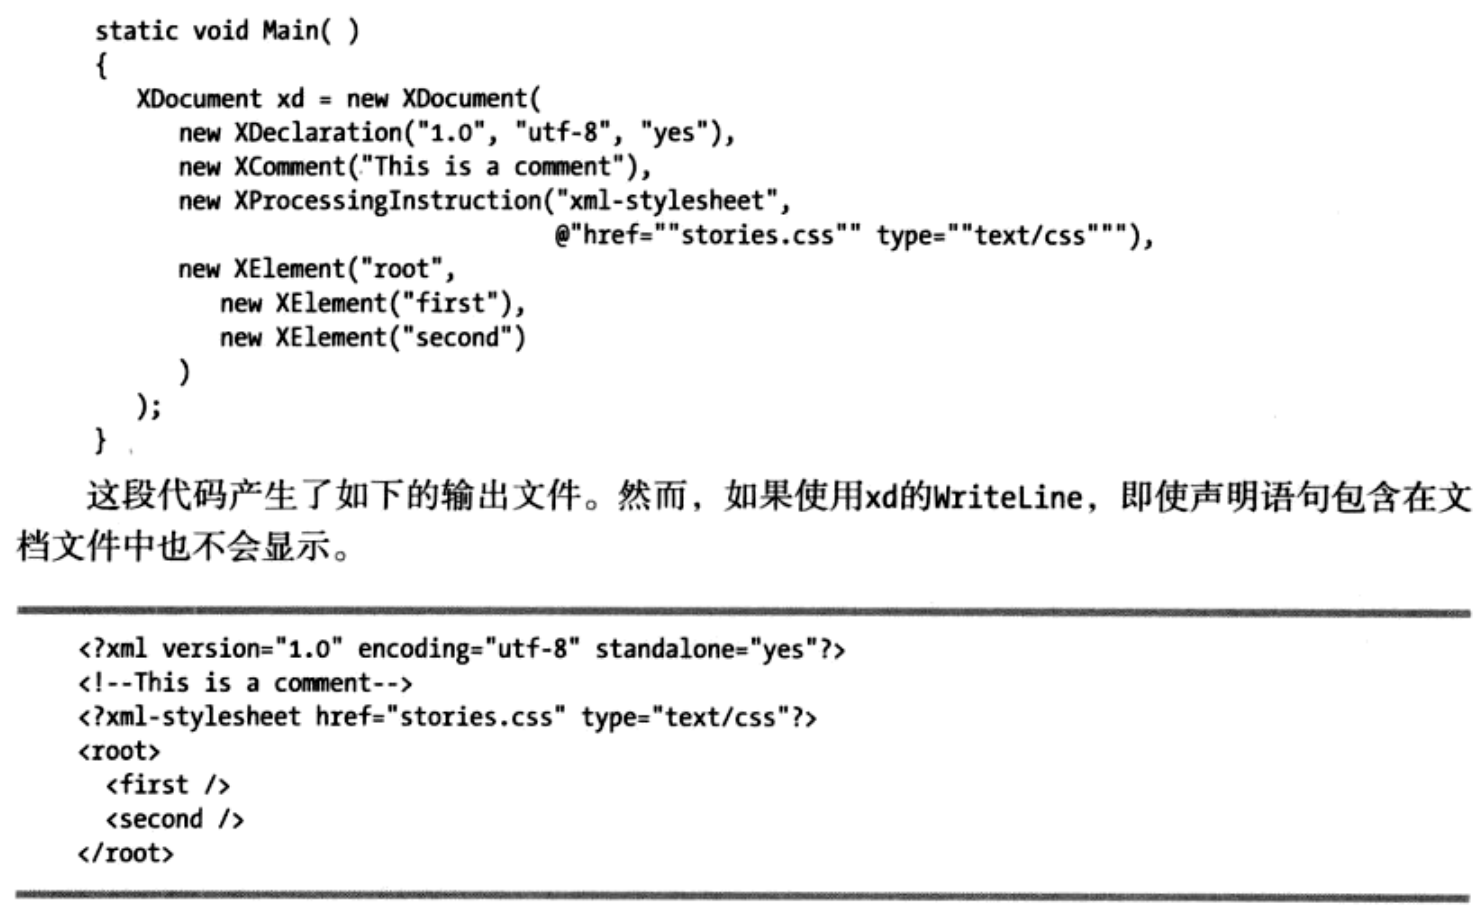 static void Main( )
{
   XDocument xd = new XDocument(
      new XDeclaration("1.0", "utf-8", "yes"),
      new XComment("This is a comment"),
      new XProcessingInstruction("xml-stylesheet",
                                 @"href=""stories.css"" type=""text/css"""),
      new XElement("root",
         new XElement("first"),
         new XElement("second")
      )
   );
}
这段代码产生了如下的输出文件。然而，如果使用xd的WriteLine，即使声明语句包含在文
档文件中也不会显示。
<?xml version="1.0" encoding="utf-8" standalone="yes"?>
<!--This is a comment-->
<?xml-stylesheet href="stories.css" type="text/css"?>
<root>
  <first />
  <second />
</root>